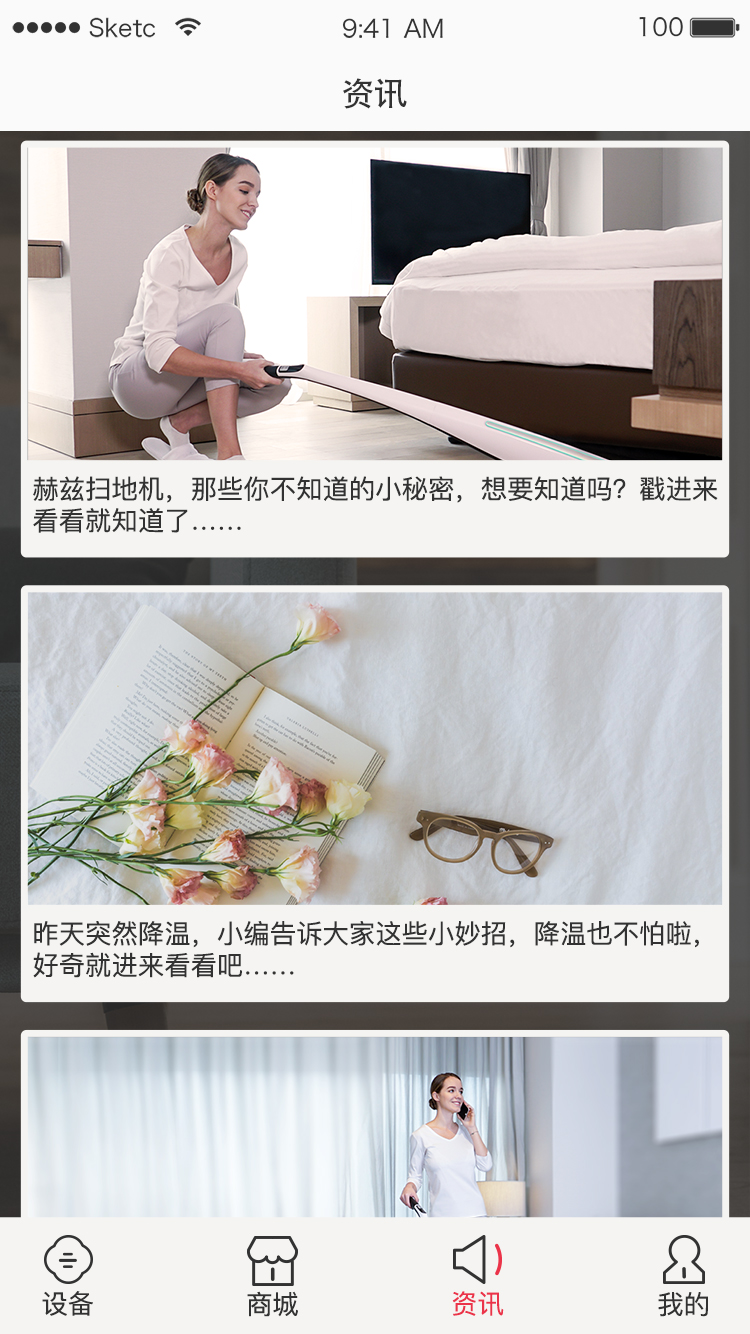 Sketc
9:41 AM
100
资讯
赫兹扫地机，那些你不知道的小秘密，想要知道吗？戳进来
看看就知道了……
昨天突然降温，小编告诉大家这些小妙招，降温也不怕啦，
好奇就进来看看吧……
设备
商城
资讯
我的